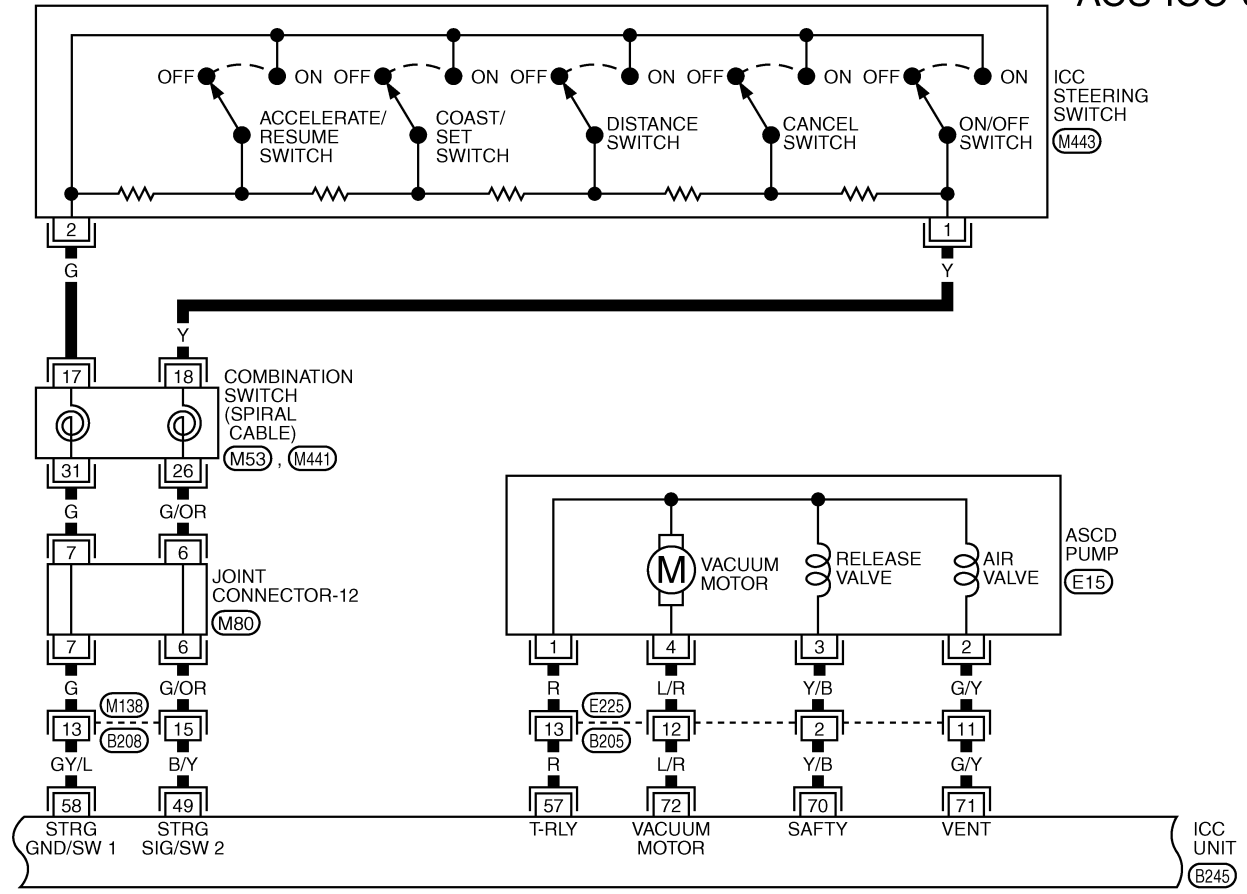 OFF ON OFF ON OFF ON OFF ON OFF ON
ICC
STEERING
SWITCH
M443
ACCELERATE/
RESUME
SWITCH
COAST/
SET
SWITCH
DISTANCE
SWITCH
CANCEL
SWITCH
ON/OFF
SWITCH
2 1
G Y
Y
17 18
COMBINATION
SWITCH
(SPIRAL
CABLE)
M53 , M441
31 26
G G/OR
7 6
JOINT
CONNECTOR-12
M80
7 6
G G/OR
M138
13 15
B208
GY/L B/Y
58 49
STRG
GND/SW 1
STRG
SIG/SW 2
M
VACUUM
MOTOR
RELEASE
VALVE
AIR
VALVE
ASCD
PUMP
E15
1 4 3 2
R L/R Y/B G/Y
E225
13 12 2 11
B205
R L/R Y/B G/Y
57 72 70 71
T-RLY
VACUUM
MOTOR
SAFTY
VENT
ICC
UNIT
B245